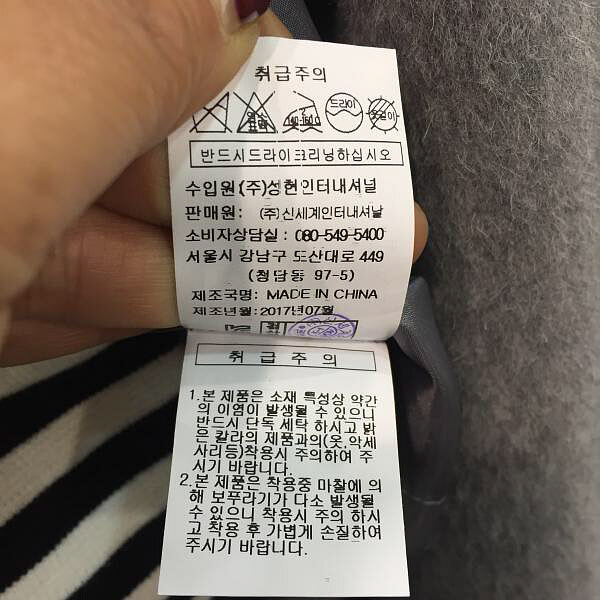 취급주의
염소
표백
2
140-160℃
드라이
옷걸이
반드시드라이크리닝하십시오
수입원(주)성현인터내셔널
판매원: (주)신세계인터내셔날
소비자상담실 : 080-549-5400
서울시 강남구 도산대로 449
(청담동 97-5)
제조국명: MADE IN CHINA
제조년월:2017년07월
취급주의
1.본 제품은 소재 특성상 약간
의 이염이 발생될 수 있으니
반드시 단독 세탁 하시고 밝
은 칼라의 제품과의(옷,악세
사리등)착용시 주의하여 주
시기 바랍니다.
2.본 제품은 착용중 마찰에 의
해 보푸라기가 다소 발생될
수 있으니 착용시 주의 하시
고 착용 후 가볍게 손질하여
주시기 바랍니다.